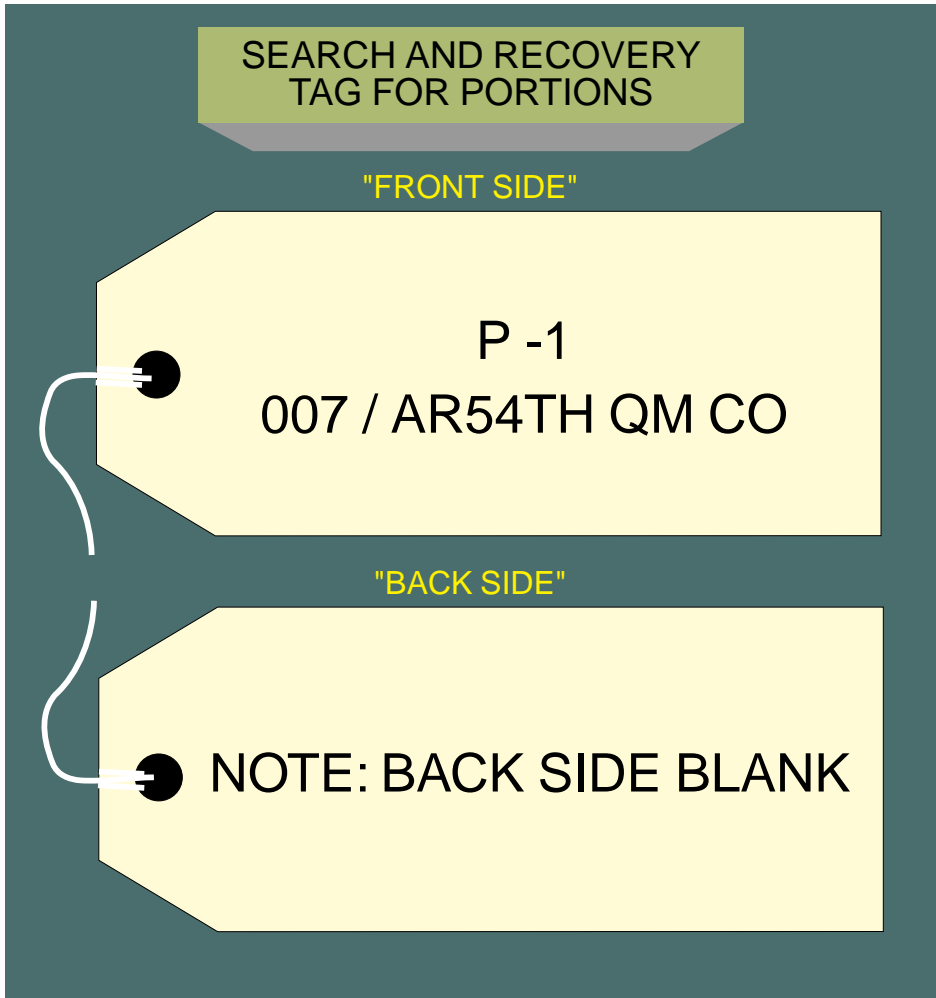 SEARCH AND RECOVERY
TAG FOR PORTIONS
"FRONT SIDE"
P -1
007 / AR54TH QM CO
"BACK SIDE"
NOTE: BACK SIDE BLANK